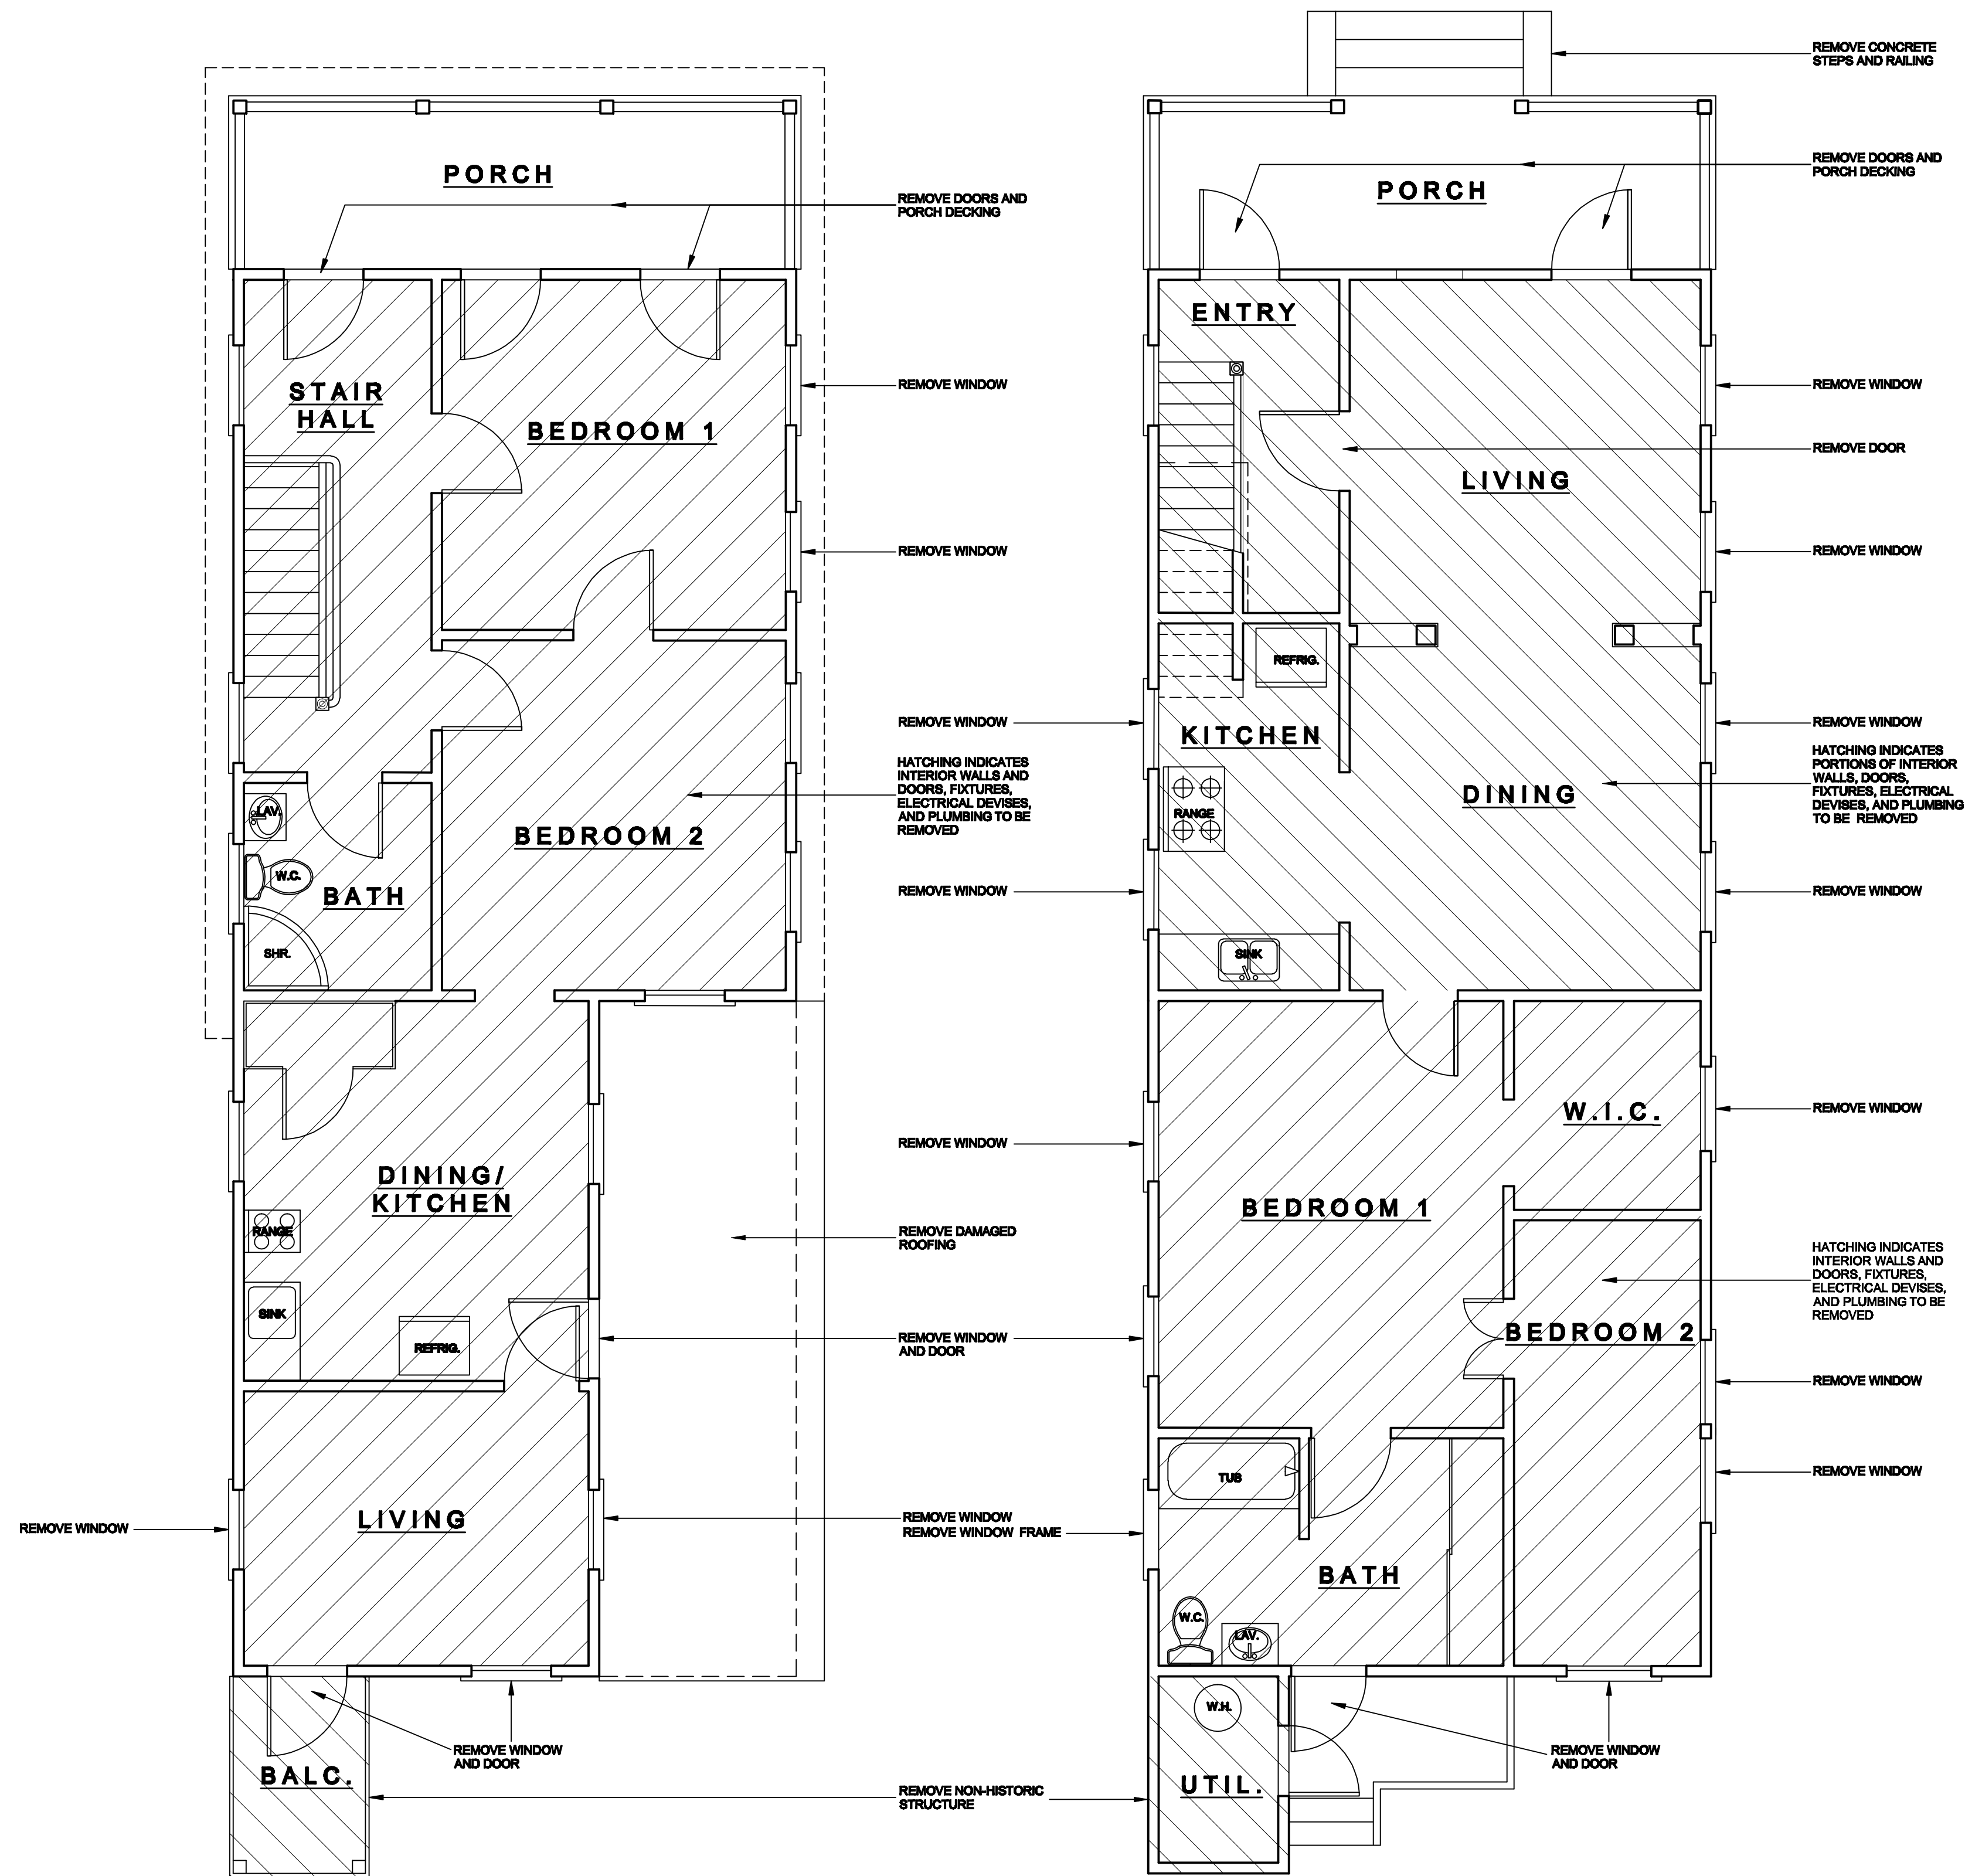 REMOVE CONCRETE
STEPS AND RAILING
PORCH
REMOVE DOORS AND
PORCH DECKING
STAIR
HALL
BEDROOM 1
REMOVE WINDOW
REMOVE WINDOW
BEDROOM 2
HATCHING INDICATES
INTERIOR WALLS AND
DOORS, FIXTURES,
ELECTRICAL DEVISES,
AND PLUMBING TO BE
REMOVED
LAV.
W.C.
BATH
SHR.
DINING/
KITCHEN
RANGE
SINK
REFRIG.
REMOVE DAMAGED
ROOFING
REMOVE WINDOW
AND DOOR
LIVING
REMOVE WINDOW
REMOVE WINDOW
REMOVE WINDOW FRAME
REMOVE WINDOW
AND DOOR
BALC.
REMOVE NON-HISTORIC
STRUCTURE
PORCH
REMOVE DOORS AND
PORCH DECKING
ENTRY
REMOVE WINDOW
REMOVE DOOR
LIVING
REMOVE WINDOW
REFRIG.
REMOVE WINDOW
KITCHEN
REMOVE WINDOW
HATCHING INDICATES
PORTIONS OF INTERIOR
WALLS, DOORS,
FIXTURES, ELECTRICAL
DEVISES, AND PLUMBING
TO BE REMOVED
RANGE
DINING
REMOVE WINDOW
REMOVE WINDOW
SINK
W.I.C.
REMOVE WINDOW
REMOVE WINDOW
BEDROOM 1
HATCHING INDICATES
INTERIOR WALLS AND
DOORS, FIXTURES,
ELECTRICAL DEVISES,
AND PLUMBING TO BE
REMOVED
BEDROOM 2
REMOVE WINDOW
REMOVE WINDOW
TUB
BATH
W.C.
LAV.
W.H.
REMOVE WINDOW
AND DOOR
UTIL.